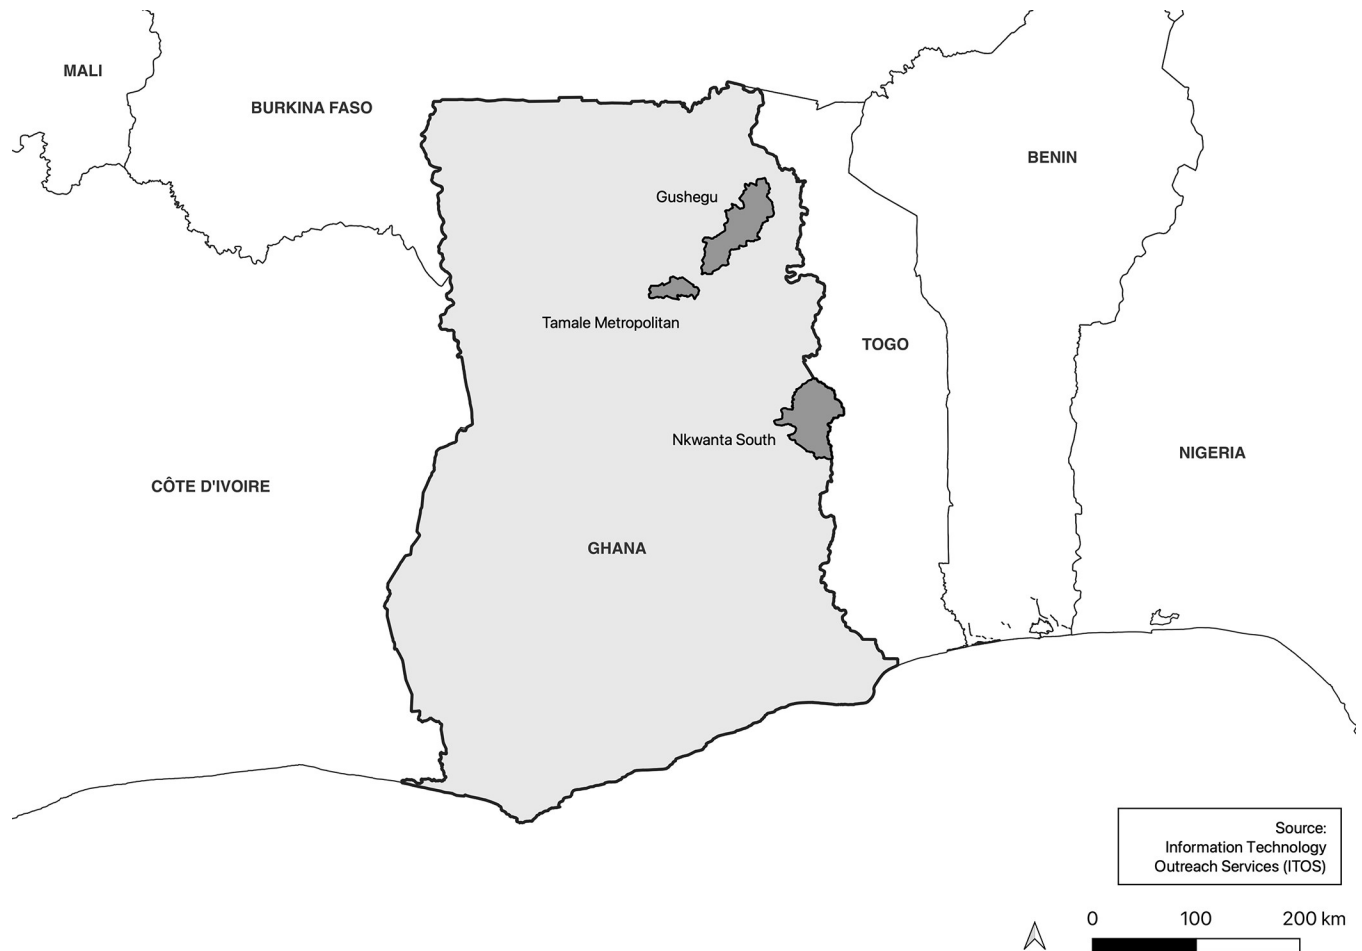 MALI
BURKINA FASO
BENIN
Gushegu
Tamale Metropolitan
TOGO
Nkwanta South
NIGERIA
CÔTE D'IVOIRE
GHANA
Source:
Information Technology
Outreach Services (ITOS)
0 100 200 km